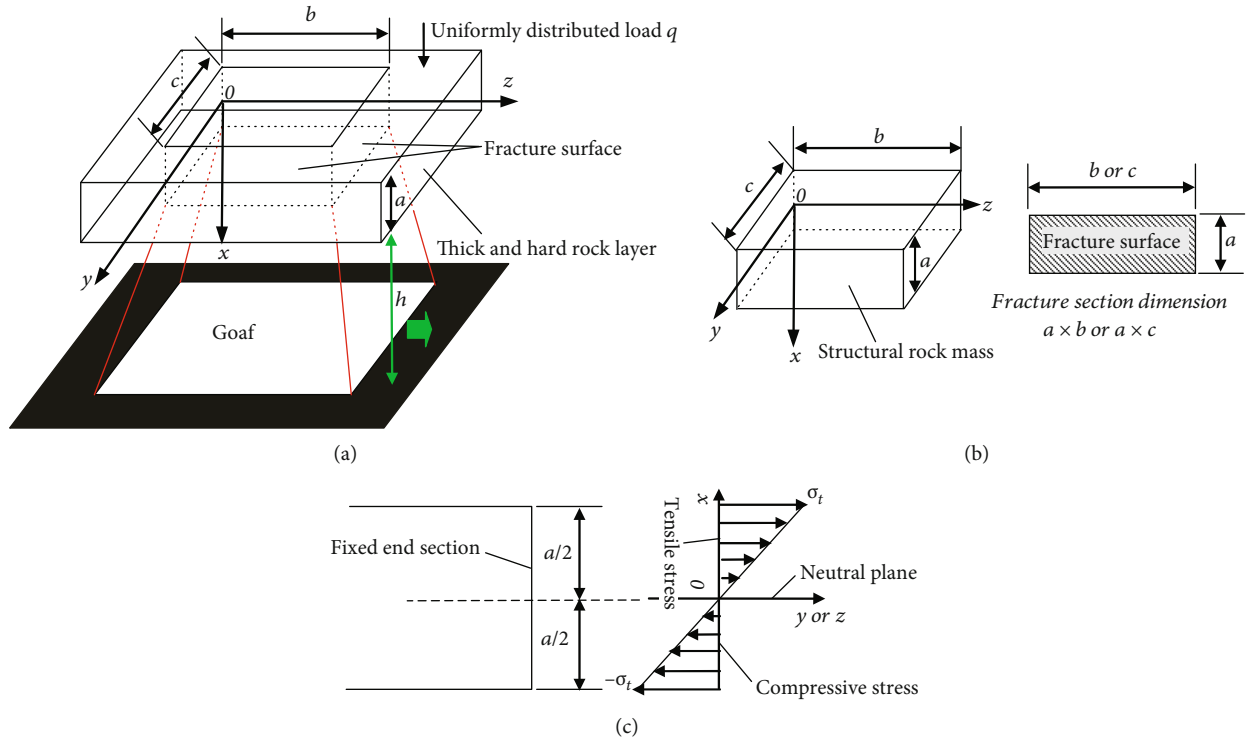 b
Uniformly distributed load q
c
0
z
Fracture surface
a
Thick and hard rock layer
x
y
h
Goaf
(a)
b
c
0
z
a
y
x
Structural rock mass
b or c
Fracture surface
a
Fracture section dimension
a × b or a × c
(b)
Fixed end section
a/2
a/2
x
σt
Tensile stress
0
Neutral plane
y or z
−σt
Compressive stress
(c)